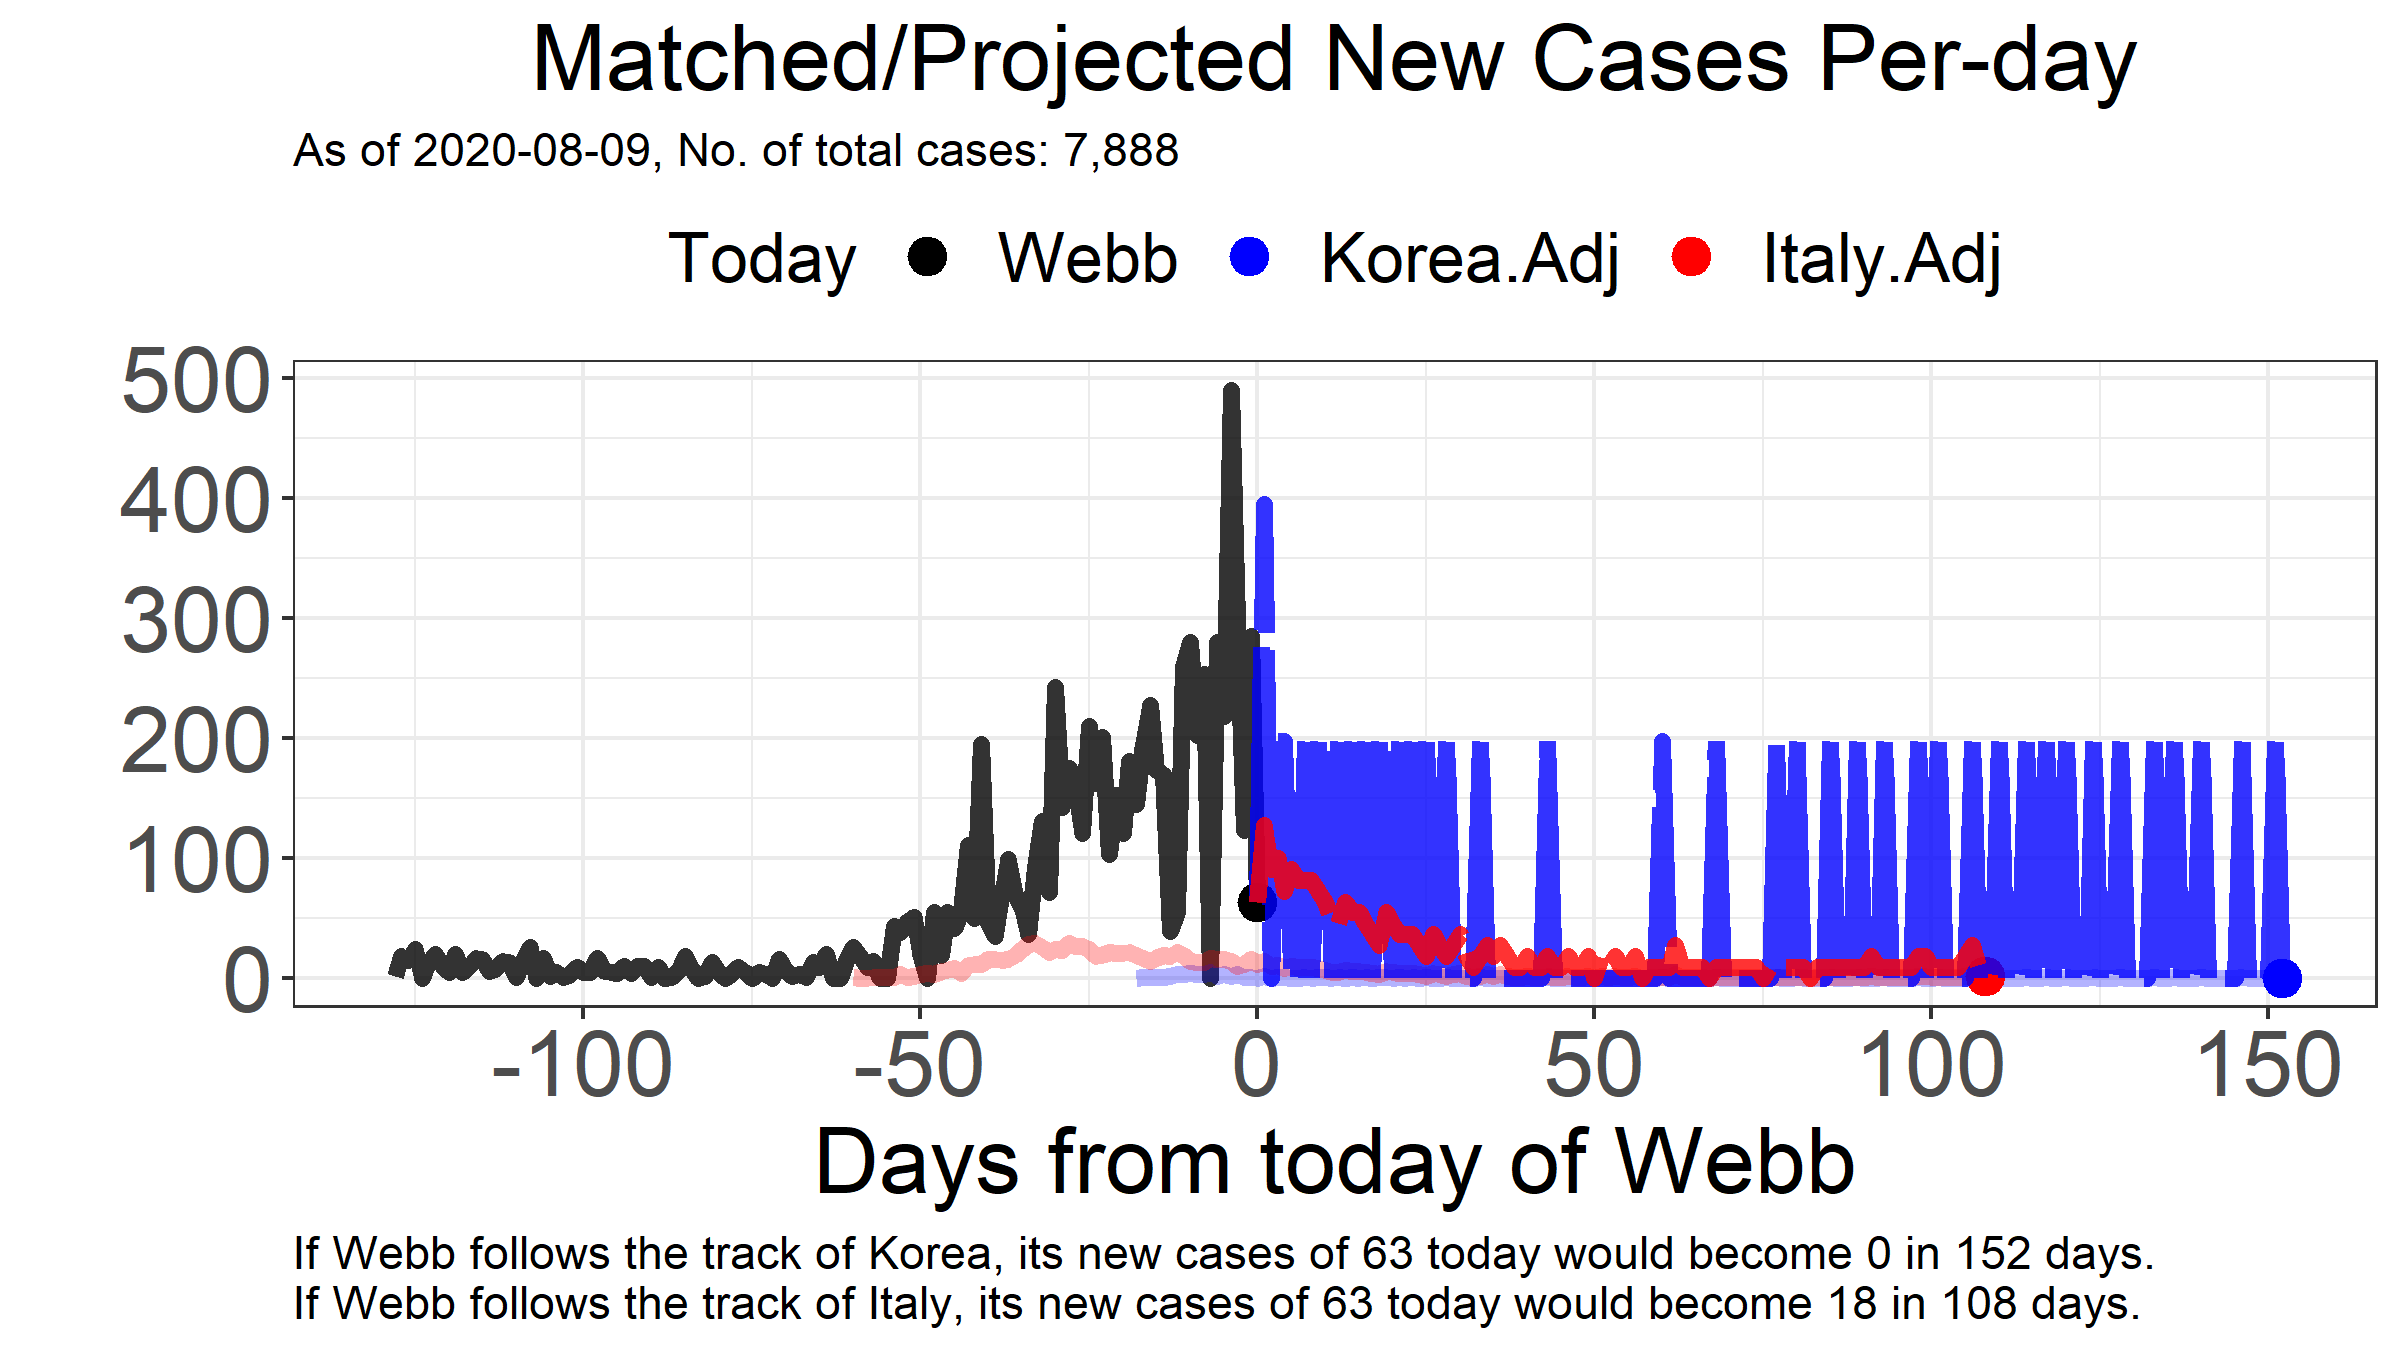 Matched/Projected New Cases Per-day
As of 2020-08-09, No. of total cases: 7,888
Today Webb Korea.Adj Italy.Adj
500
400
300
200
100
0
-100 -50 0 50 100 150
Days from today of Webb
If Webb follows the track of Korea, its new cases of 63 today would become 0 in 152 days.
If Webb follows the track of Italy, its new cases of 63 today would become 18 in 108 days.